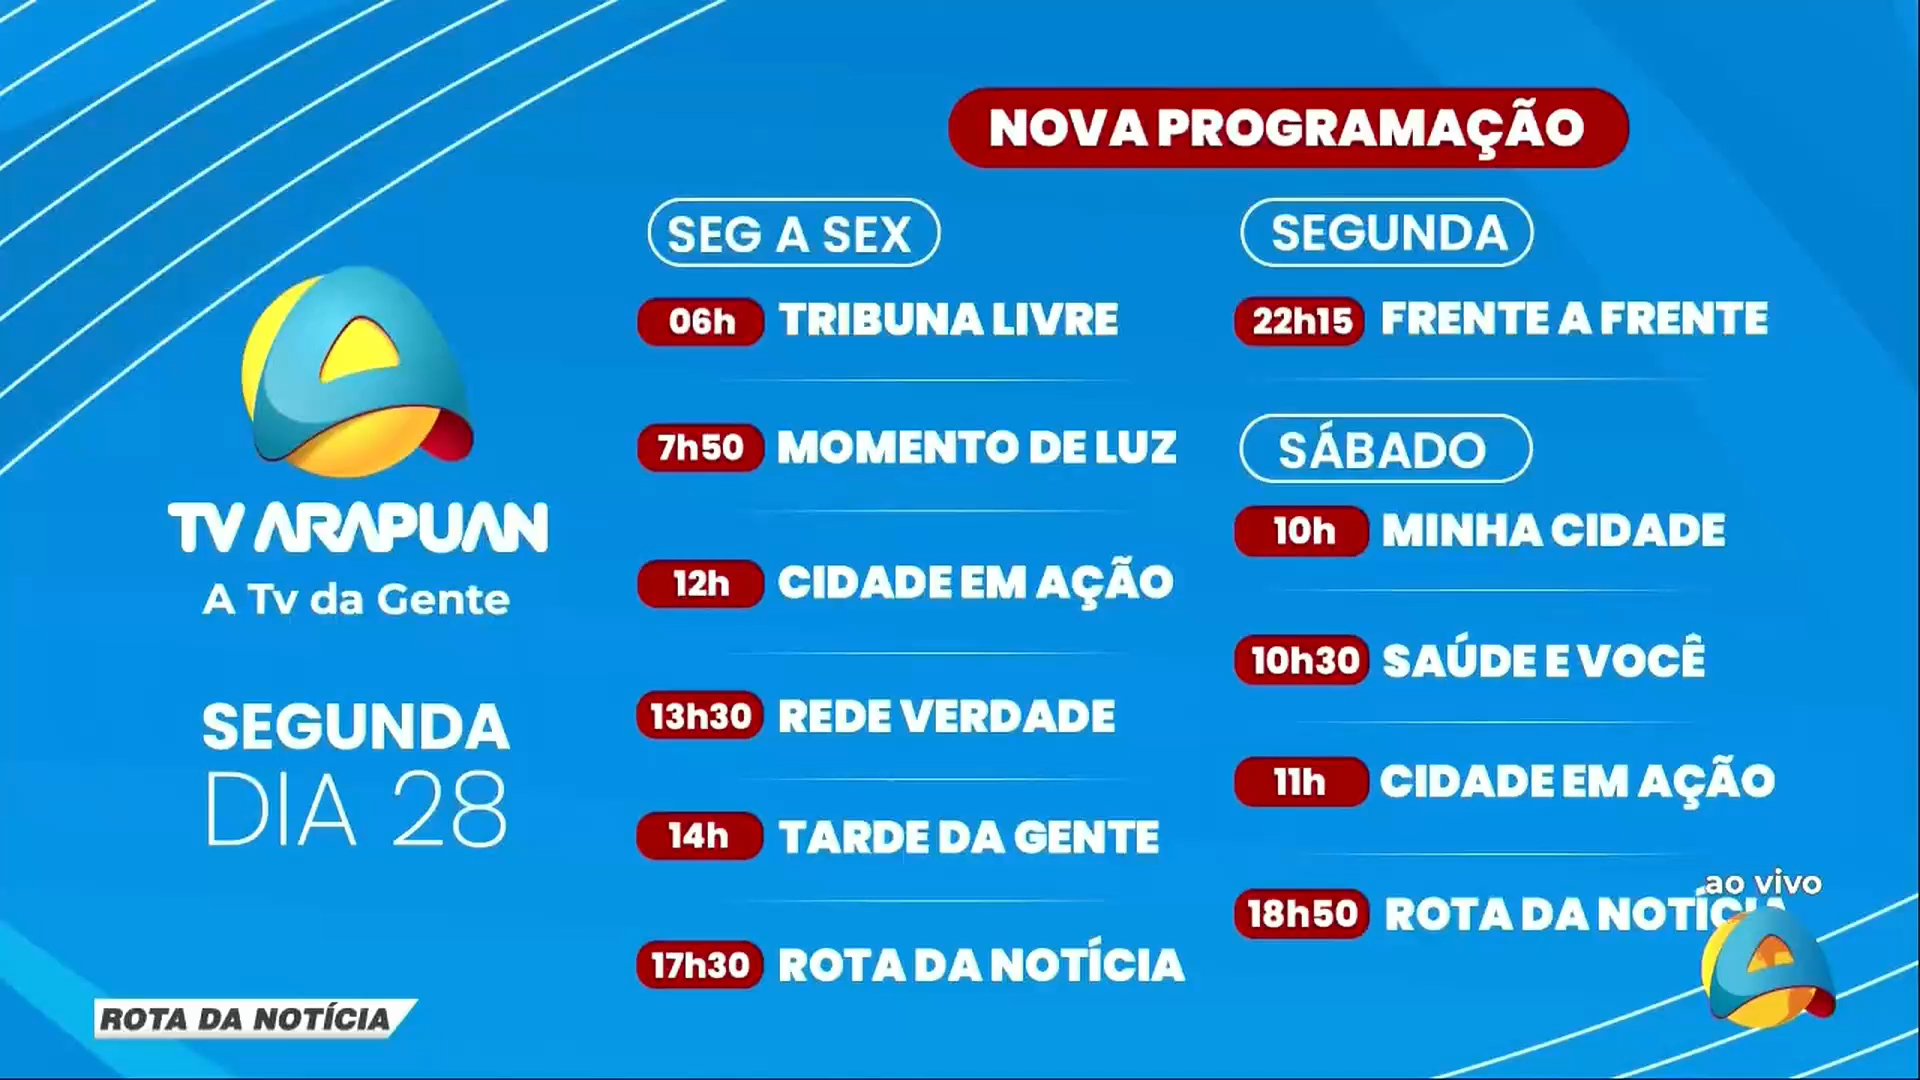 NOVA PROGRAMAÇÃO
SEG A SEX
06h TRIBUNA LIVRE
7h50 MOMENTO DE LUZ
12h CIDADE EM AÇÃO
13h30 REDE VERDADE
14h TARDE DA GENTE
17h30 ROTA DA NOTÍCIA
SEGUNDA
22h15 FRENTE A FRENTE
SÁBADO
10h MINHA CIDADE
10h30 SAÚDE E VOCÊ
11h CIDADE EM AÇÃO
18h50 ROTA DA NOTÍCIA
TV ARAPUAN
A Tv da Gente
SEGUNDA
DIA 28
ROTA DA NOTÍCIA
ao vivo